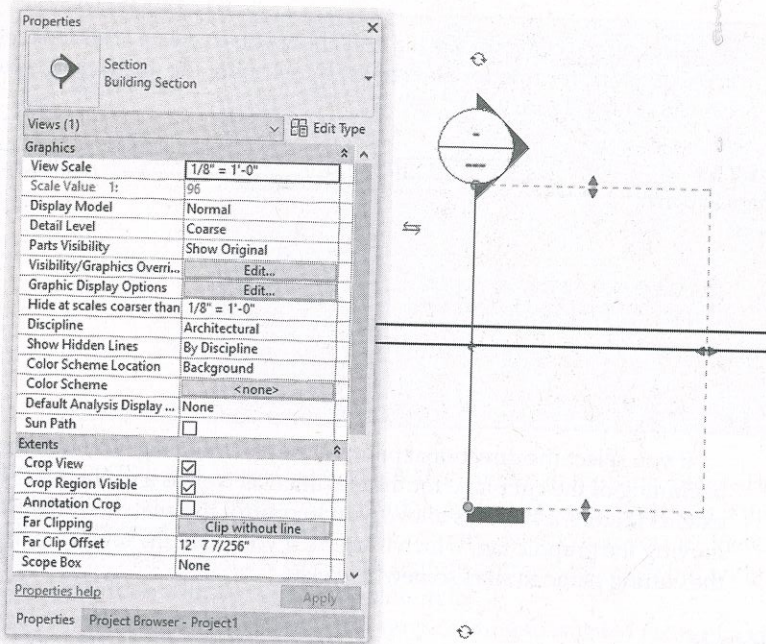 Properties
Section
Building Section
Views (1)
Edit Type
Graphics
View Scale 1/8" = 1'-0"
Scale Value 1: 96
Display Model Normal
Detail Level Coarse
Parts Visibility Show Original
Visibility/Graphics Overri... Edit...
Graphic Display Options Edit...
Hide at scales coarser than 1/8" = 1'-0"
Discipline Architectural
Show Hidden Lines By Discipline
Color Scheme Location Background
Color Scheme <none>
Default Analysis Display ... None
Sun Path
Extents
Crop View
Crop Region Visible
Annotation Crop
Far Clipping Clip without line
Far Clip Offset 12' 7 7/256"
Scope Box None
Properties help
Apply
Properties Project Browser - Project1
-
---